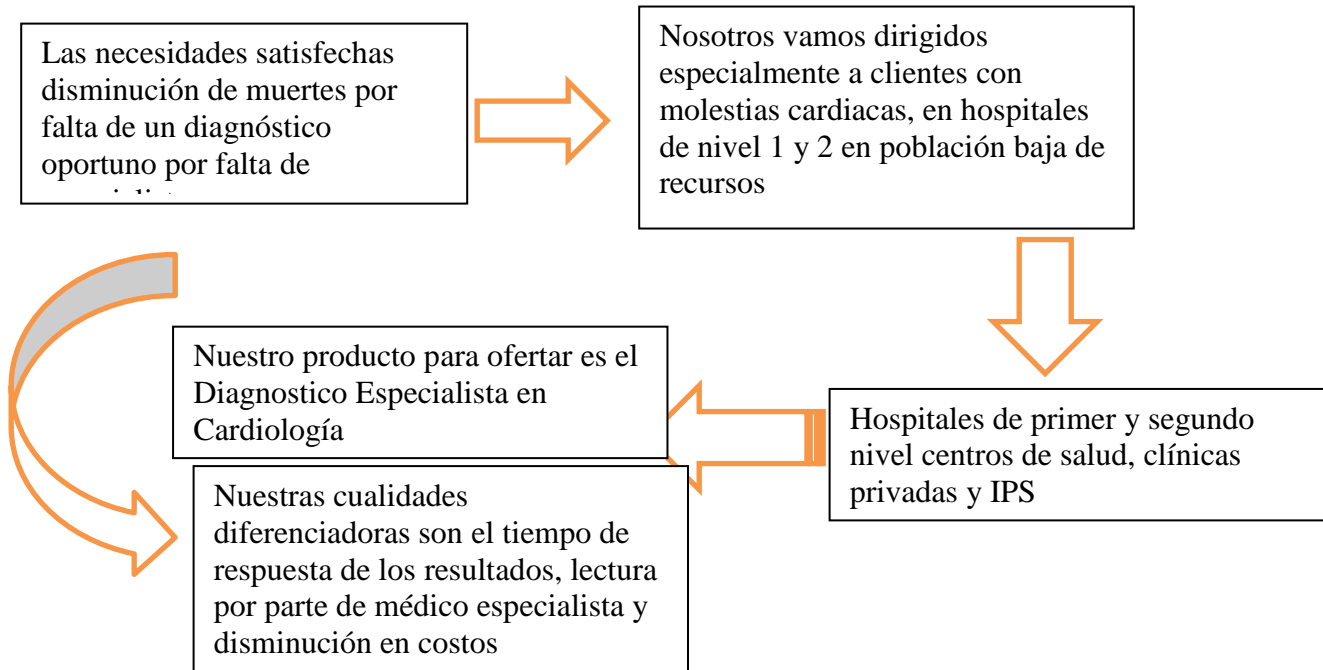 Las necesidades satisfechas
disminución de muertes por
falta de un diagnóstico
oportuno por falta de
Nosotros vamos dirigidos
especialmente a clientes con
molestias cardiacas, en hospitales
de nivel 1 y 2 en población baja de
recursos
Hospitales de primer y segundo
nivel centros de salud, clínicas
privadas y IPS
Nuestro producto para ofertar es el
Diagnostico Especialista en
Cardiología
Nuestras cualidades
diferenciadoras son el tiempo de
respuesta de los resultados, lectura
por parte de médico especialista y
disminución en costos